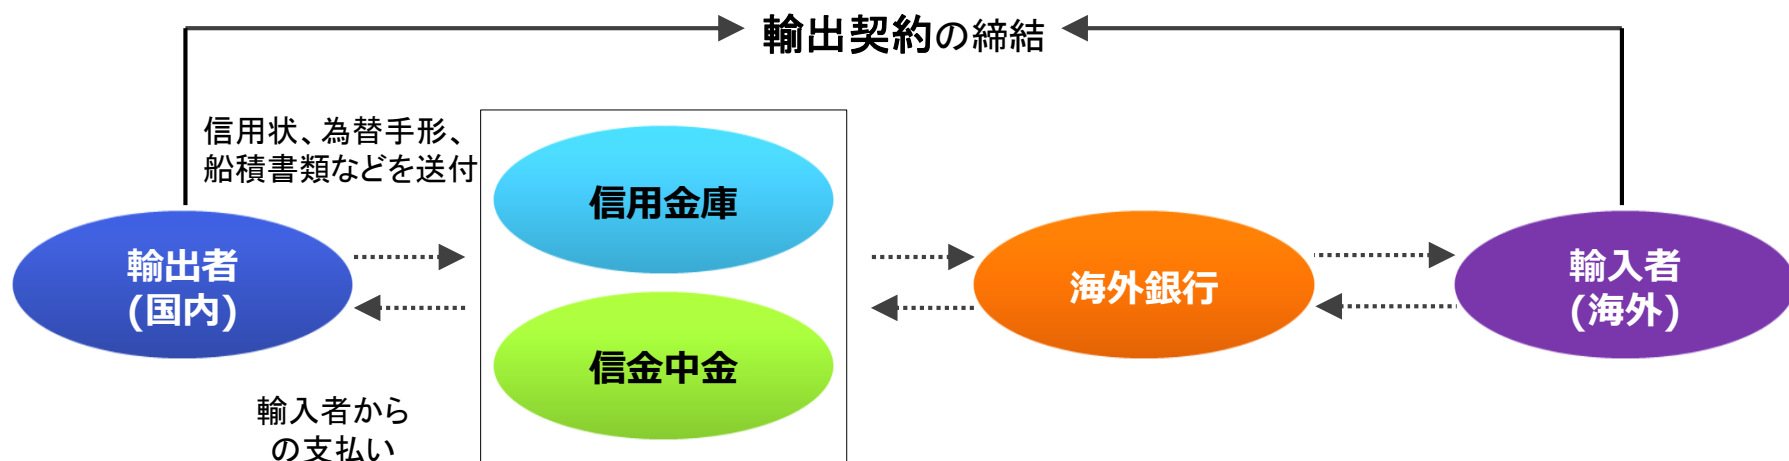 輸出契約の締結
信用状、為替手形、
船積書類などを送付
信用金庫
輸出者
(国内)
海外銀行
輸入者
(海外)
信金中金
輸入者から
の支払い